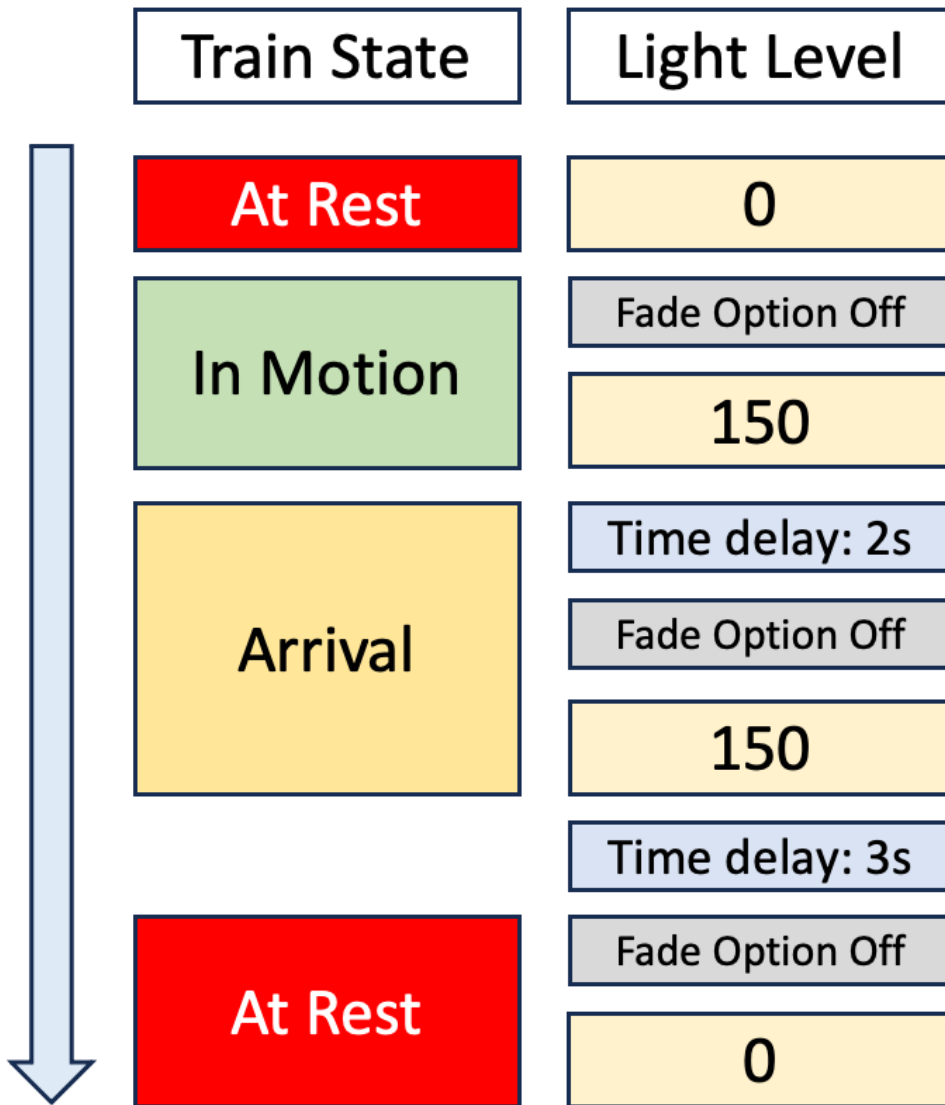 Train State
Light Level
At Rest
0
In Motion
Fade Option Off
150
Arrival
Time delay: 2s
Fade Option Off
150
Time delay: 3s
At Rest
Fade Option Off
0